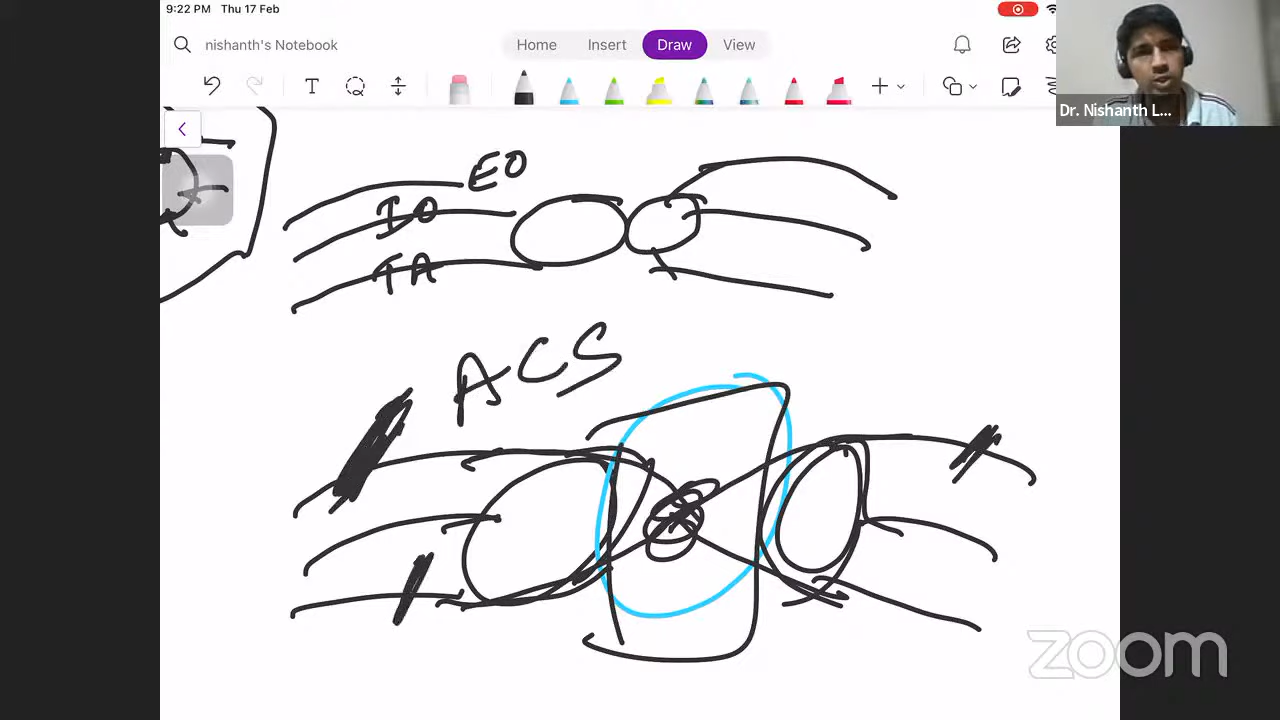 9:22 PM Thu 17 Feb
nishanth's Notebook
Home Insert Draw View
T
Dr. Nishanth L...
EO
IO
TA
ACS
zoom